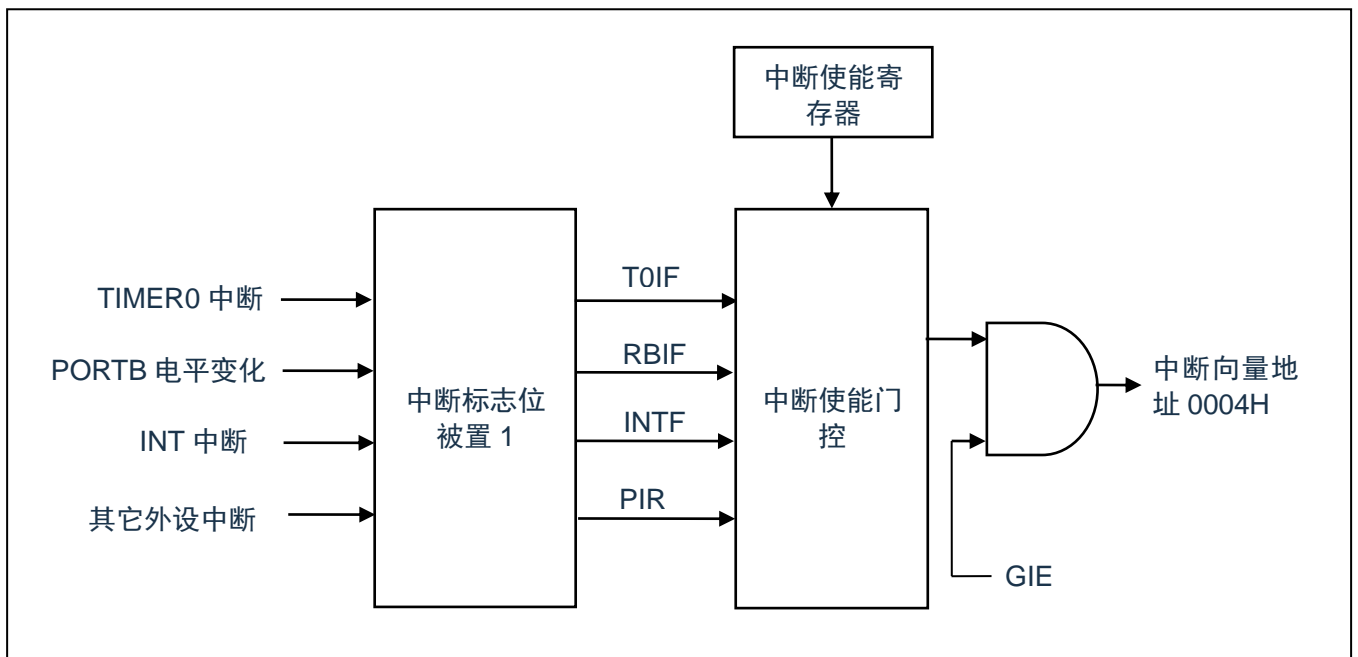 中断使能寄
存器
TIMER0 中断
PORTB 电平变化
INT 中断
其它外设中断
中断标志位
被置 1
T0IF
RBIF
INTF
PIR
中断使能门
控
中断向量地
址 0004H
GIE